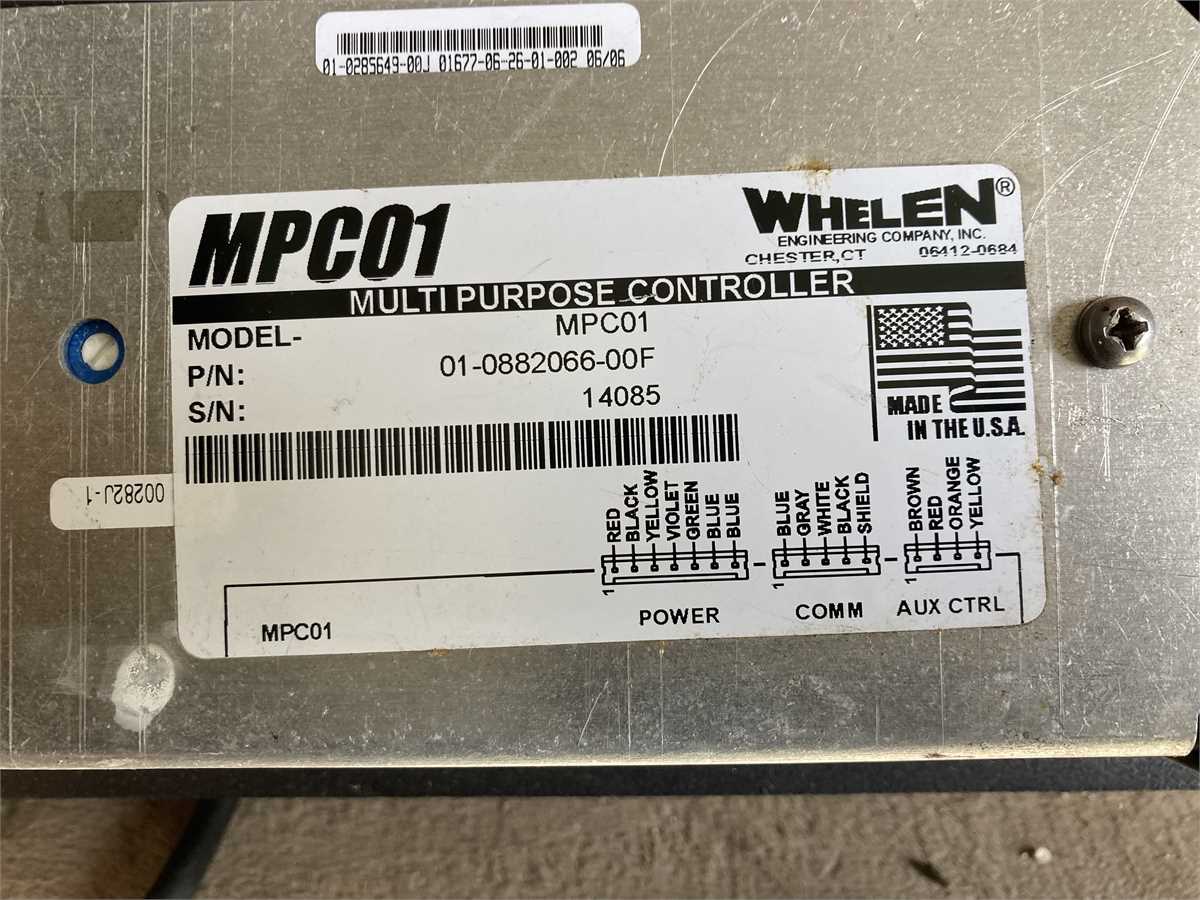 01-0285649-00J 01677-06-26-01-002 06/06
MPC01
WHELEN®
ENGINEERING COMPANY, INC.
CHESTER,CT 06412-0684
MULTI PURPOSE CONTROLLER
MODEL- MPC01
P/N: 01-0882066-00F
S/N: 14085
MADE
IN THE U.S.A.
00282J-1
RED
BLACK
YELLOW
VIOLET
GREEN
BLUE
BLUE
BLUE
GRAY
WHITE
BLACK
SHIELD
BROWN
RED
ORANGE
YELLOW
1
1
1
MPC01
POWER
COMM
AUX CTRL